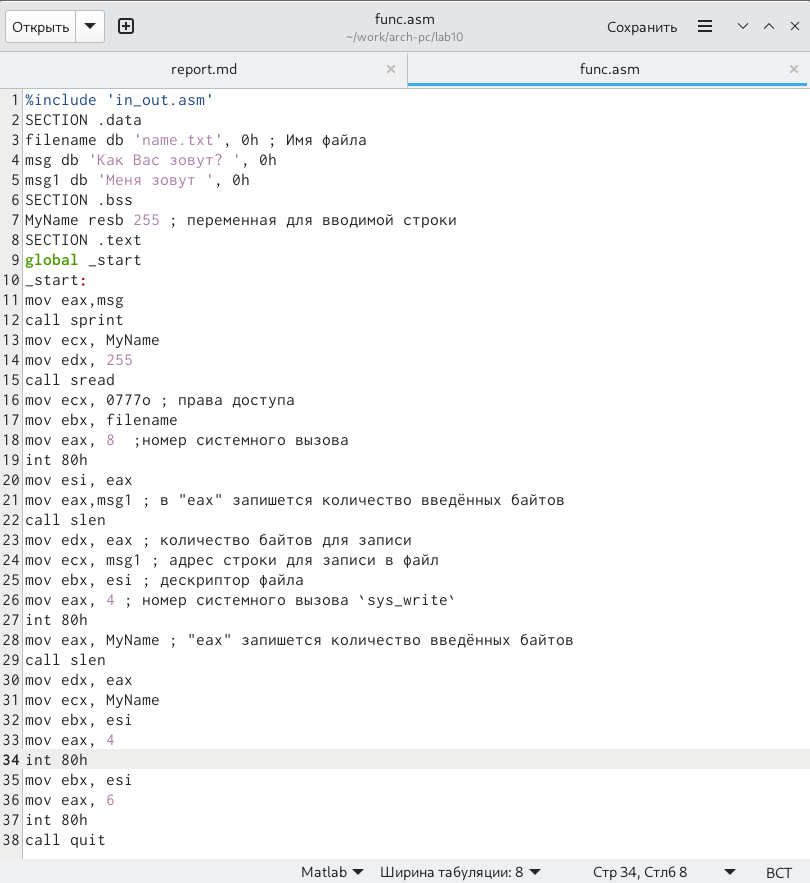 Открыть
func.asm
~/work/arch-pc/lab10
Сохранить
report.md
func.asm
1 %include 'in_out.asm'
2 SECTION .data
3 filename db 'name.txt', 0h ; Имя файла
4 msg db 'Как Вас зовут? ', 0h
5 msg1 db 'Меня зовут ', 0h
6 SECTION .bss
7 MyName resb 255 ; переменная для вводимой строки
8 SECTION .text
9 global _start
10 _start:
11 mov eax,msg
12 call sprint
13 mov ecx, MyName
14 mov edx, 255
15 call sread
16 mov ecx, 0777o ; права доступа
17 mov ebx, filename
18 mov eax, 8  ;номер системного вызова
19 int 80h
20 mov esi, eax
21 mov eax,msg1 ; в "eax" запишется количество введённых байтов
22 call slen
23 mov edx, eax ; количество байтов для записи
24 mov ecx, msg1 ; адрес строки для записи в файл
25 mov ebx, esi ; дескриптор файла
26 mov eax, 4 ; номер системного вызова `sys_write`
27 int 80h
28 mov eax, MyName ; "eax" запишется количество введённых байтов
29 call slen
30 mov edx, eax
31 mov ecx, MyName
32 mov ebx, esi
33 mov eax, 4
34 int 80h
35 mov ebx, esi
36 mov eax, 6
37 int 80h
38 call quit
Matlab Ширина табуляции: 8 Стр 34, Стлб 8 ВСТ